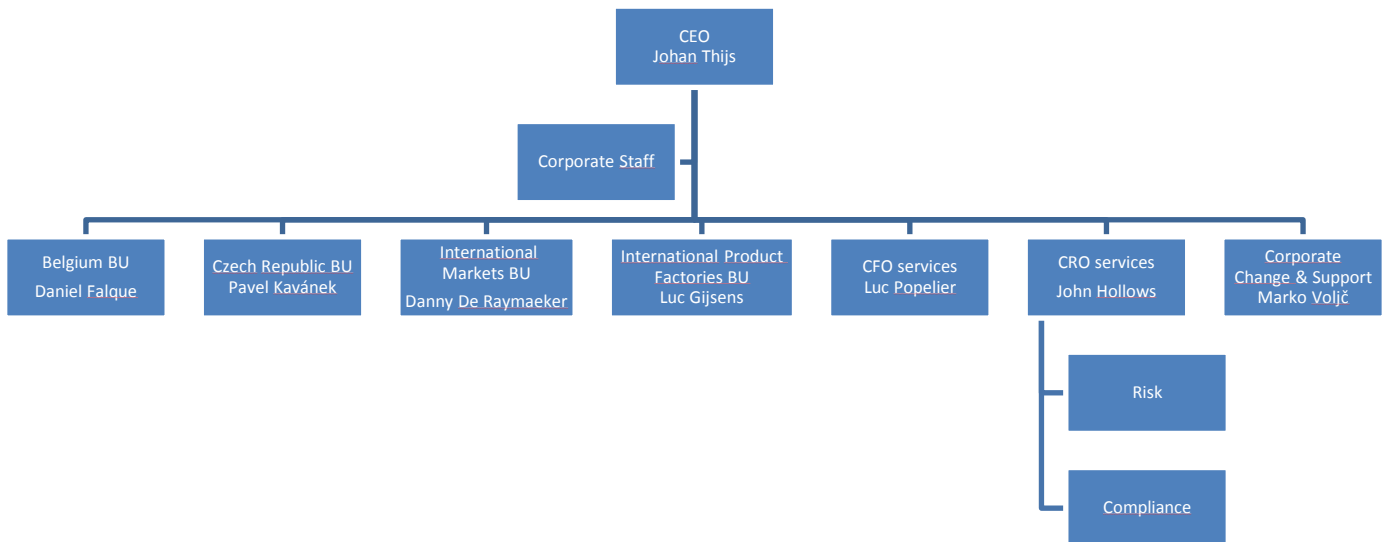 CEO
Johan Thijs
Corporate Staff
Belgium BU
Daniel Falque
Czech Republic BU
Pavel Kavánek
International
Markets BU
Danny De Raymaeker
International Product
Factories BU
Luc Gijsens
CFO services
Luc Popelier
CRO services
John Hollows
Corporate
Change & Support
Marko Voljč
Risk
Compliance